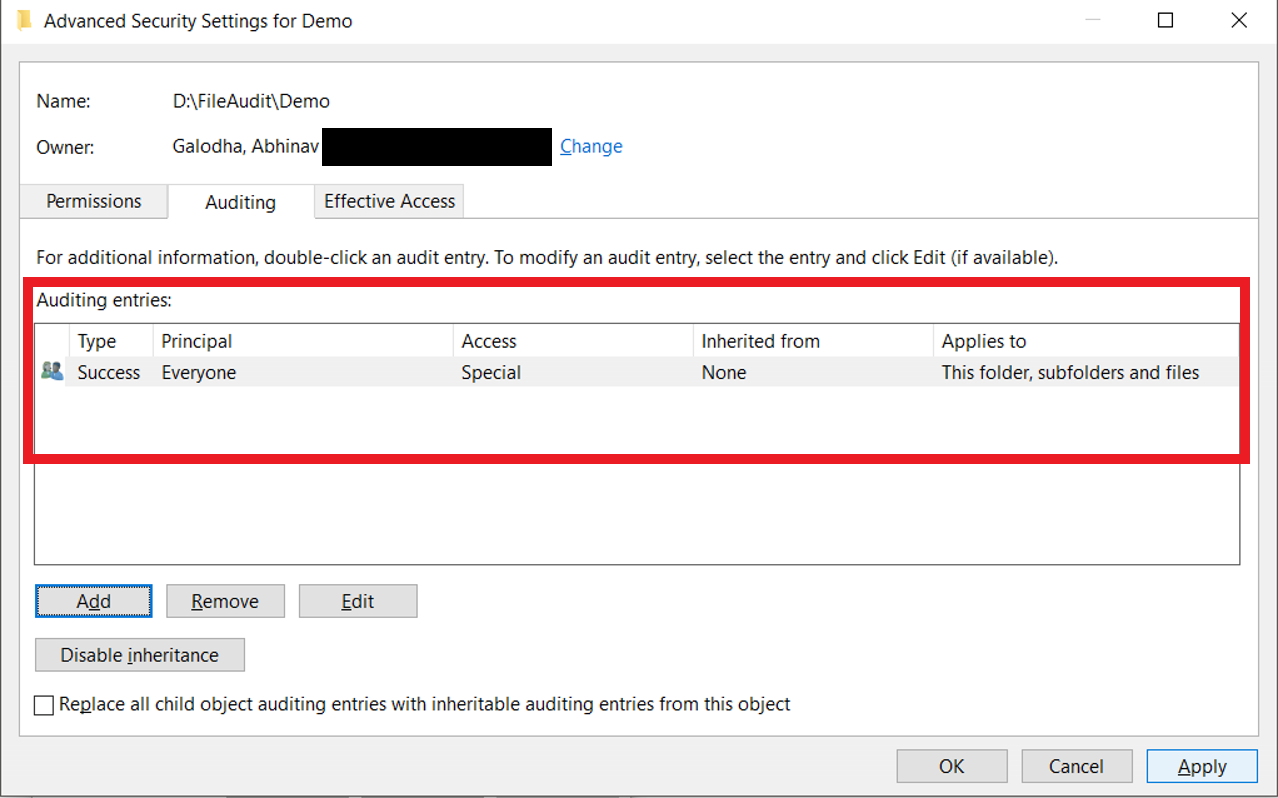 Advanced Security Settings for Demo
Name: D:\FileAudit\Demo
Owner: Galodha, Abhinav Change
Permissions Auditing Effective Access
For additional information, double-click an audit entry. To modify an audit entry, select the entry and click Edit (if available).
Auditing entries:
Type Principal Access Inherited from Applies to
Success Everyone Special None This folder, subfolders and files
Add Remove Edit
Disable inheritance
Replace all child object auditing entries with inheritable auditing entries from this object
OK Cancel Apply